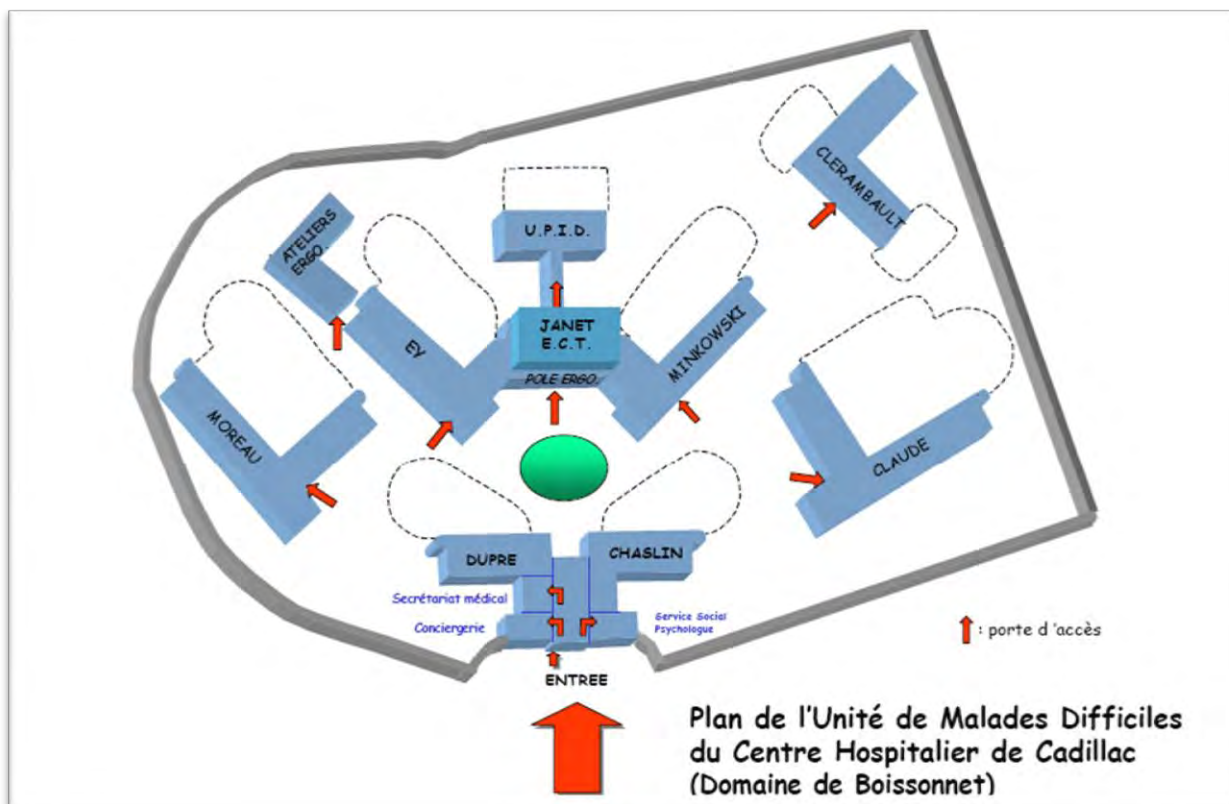 CLERAMBAULT
U.P.I.D.
ATELIERS
ERGO.
JANET
E.C.T.
EY
POLE ERGO.
MINKOWSKI
MOREAU
CLAUDE
DUPRE
CHASLIN
Secrétariat médical
Conciergerie
Service Social
Psychologue
: porte d 'accès
ENTREE
Plan de l'Unité de Malades Difficiles
du Centre Hospitalier de Cadillac
(Domaine de Boissonnet)